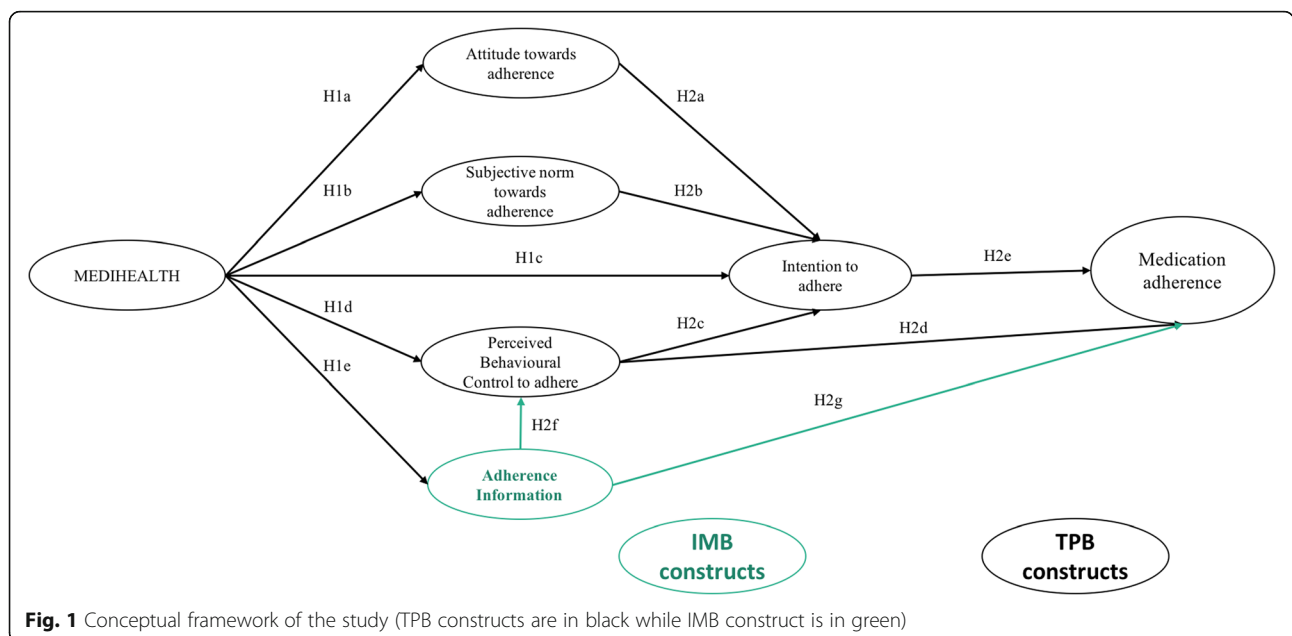 Attitude towards
adherence
H1a
H2a
Subjective norm
towards
adherence
H1b
H2b
MEDIHEALTH
H1c
Intention to
adhere
H2e
Medication
adherence
H1d
H2c
H2d
Perceived
Behavioural
Control to adhere
H1e
H2f
H2g
Adherence
Information
IMB
constructs
TPB
constructs
Fig. 1 Conceptual framework of the study (TPB constructs are in black while IMB construct is in green)